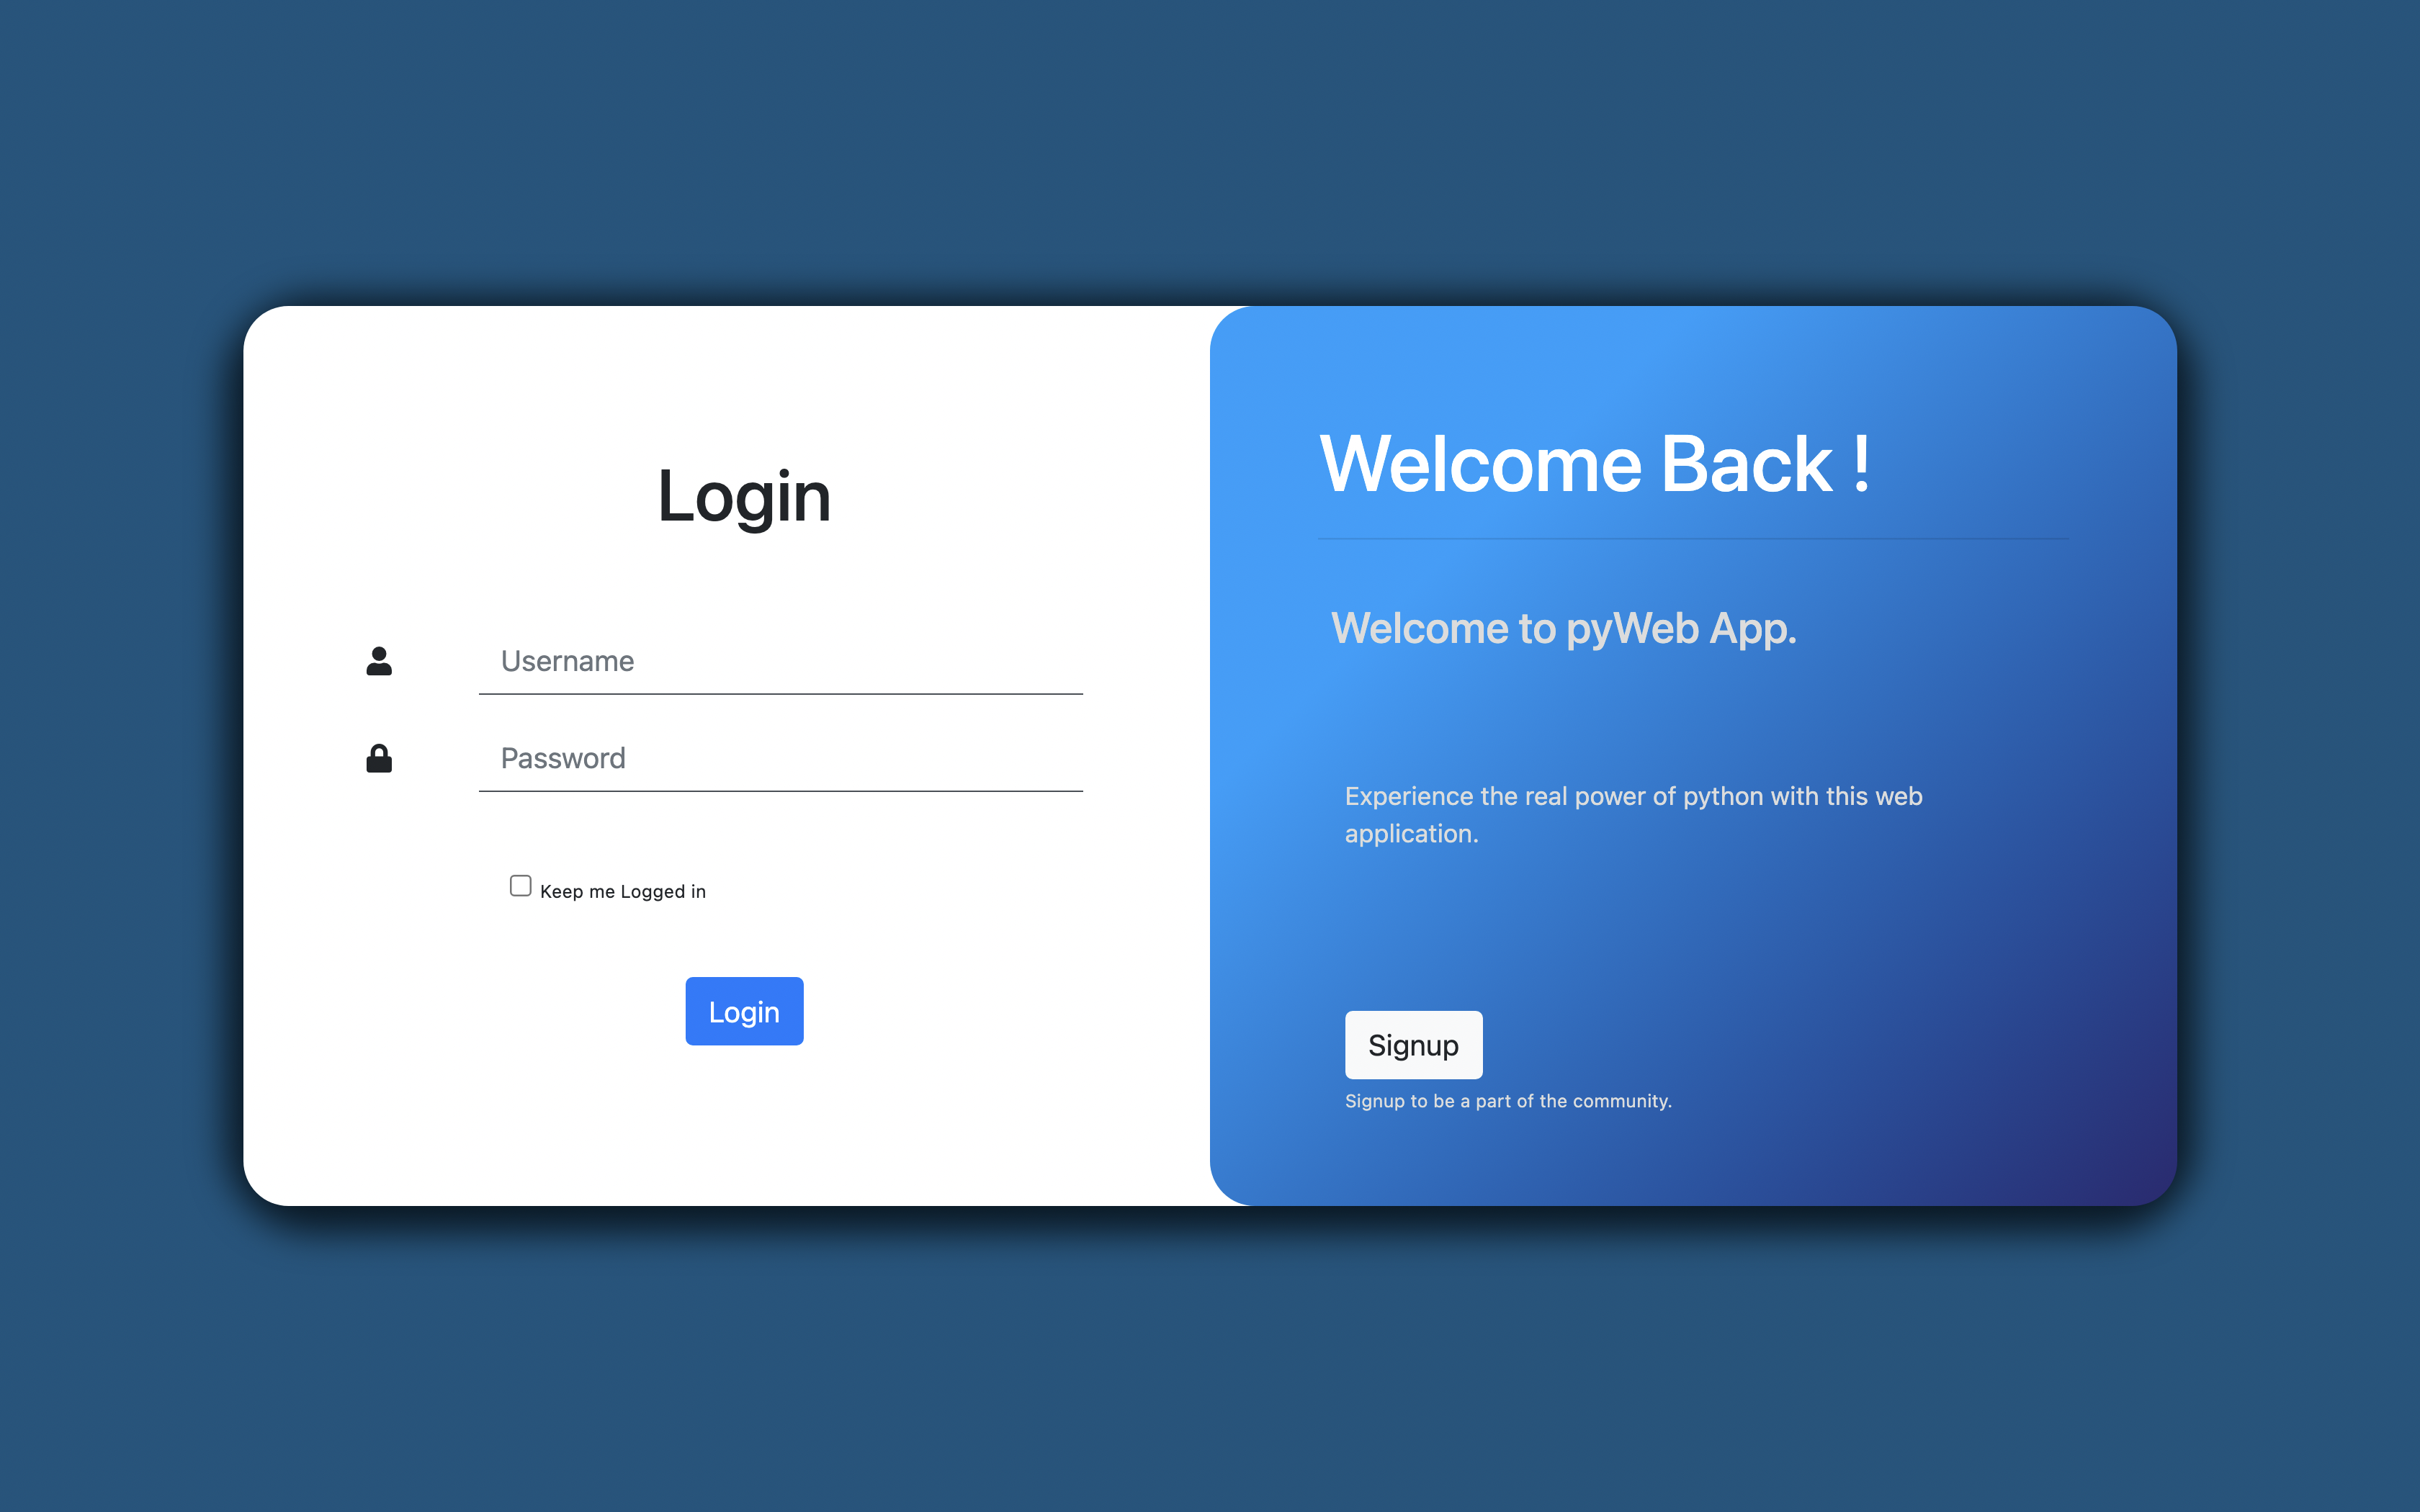 Login
Username
Password
Keep me Logged in
Login
Welcome Back !
Welcome to pyWeb App.
Experience the real power of python with this web
application.
Signup
Signup to be a part of the community.